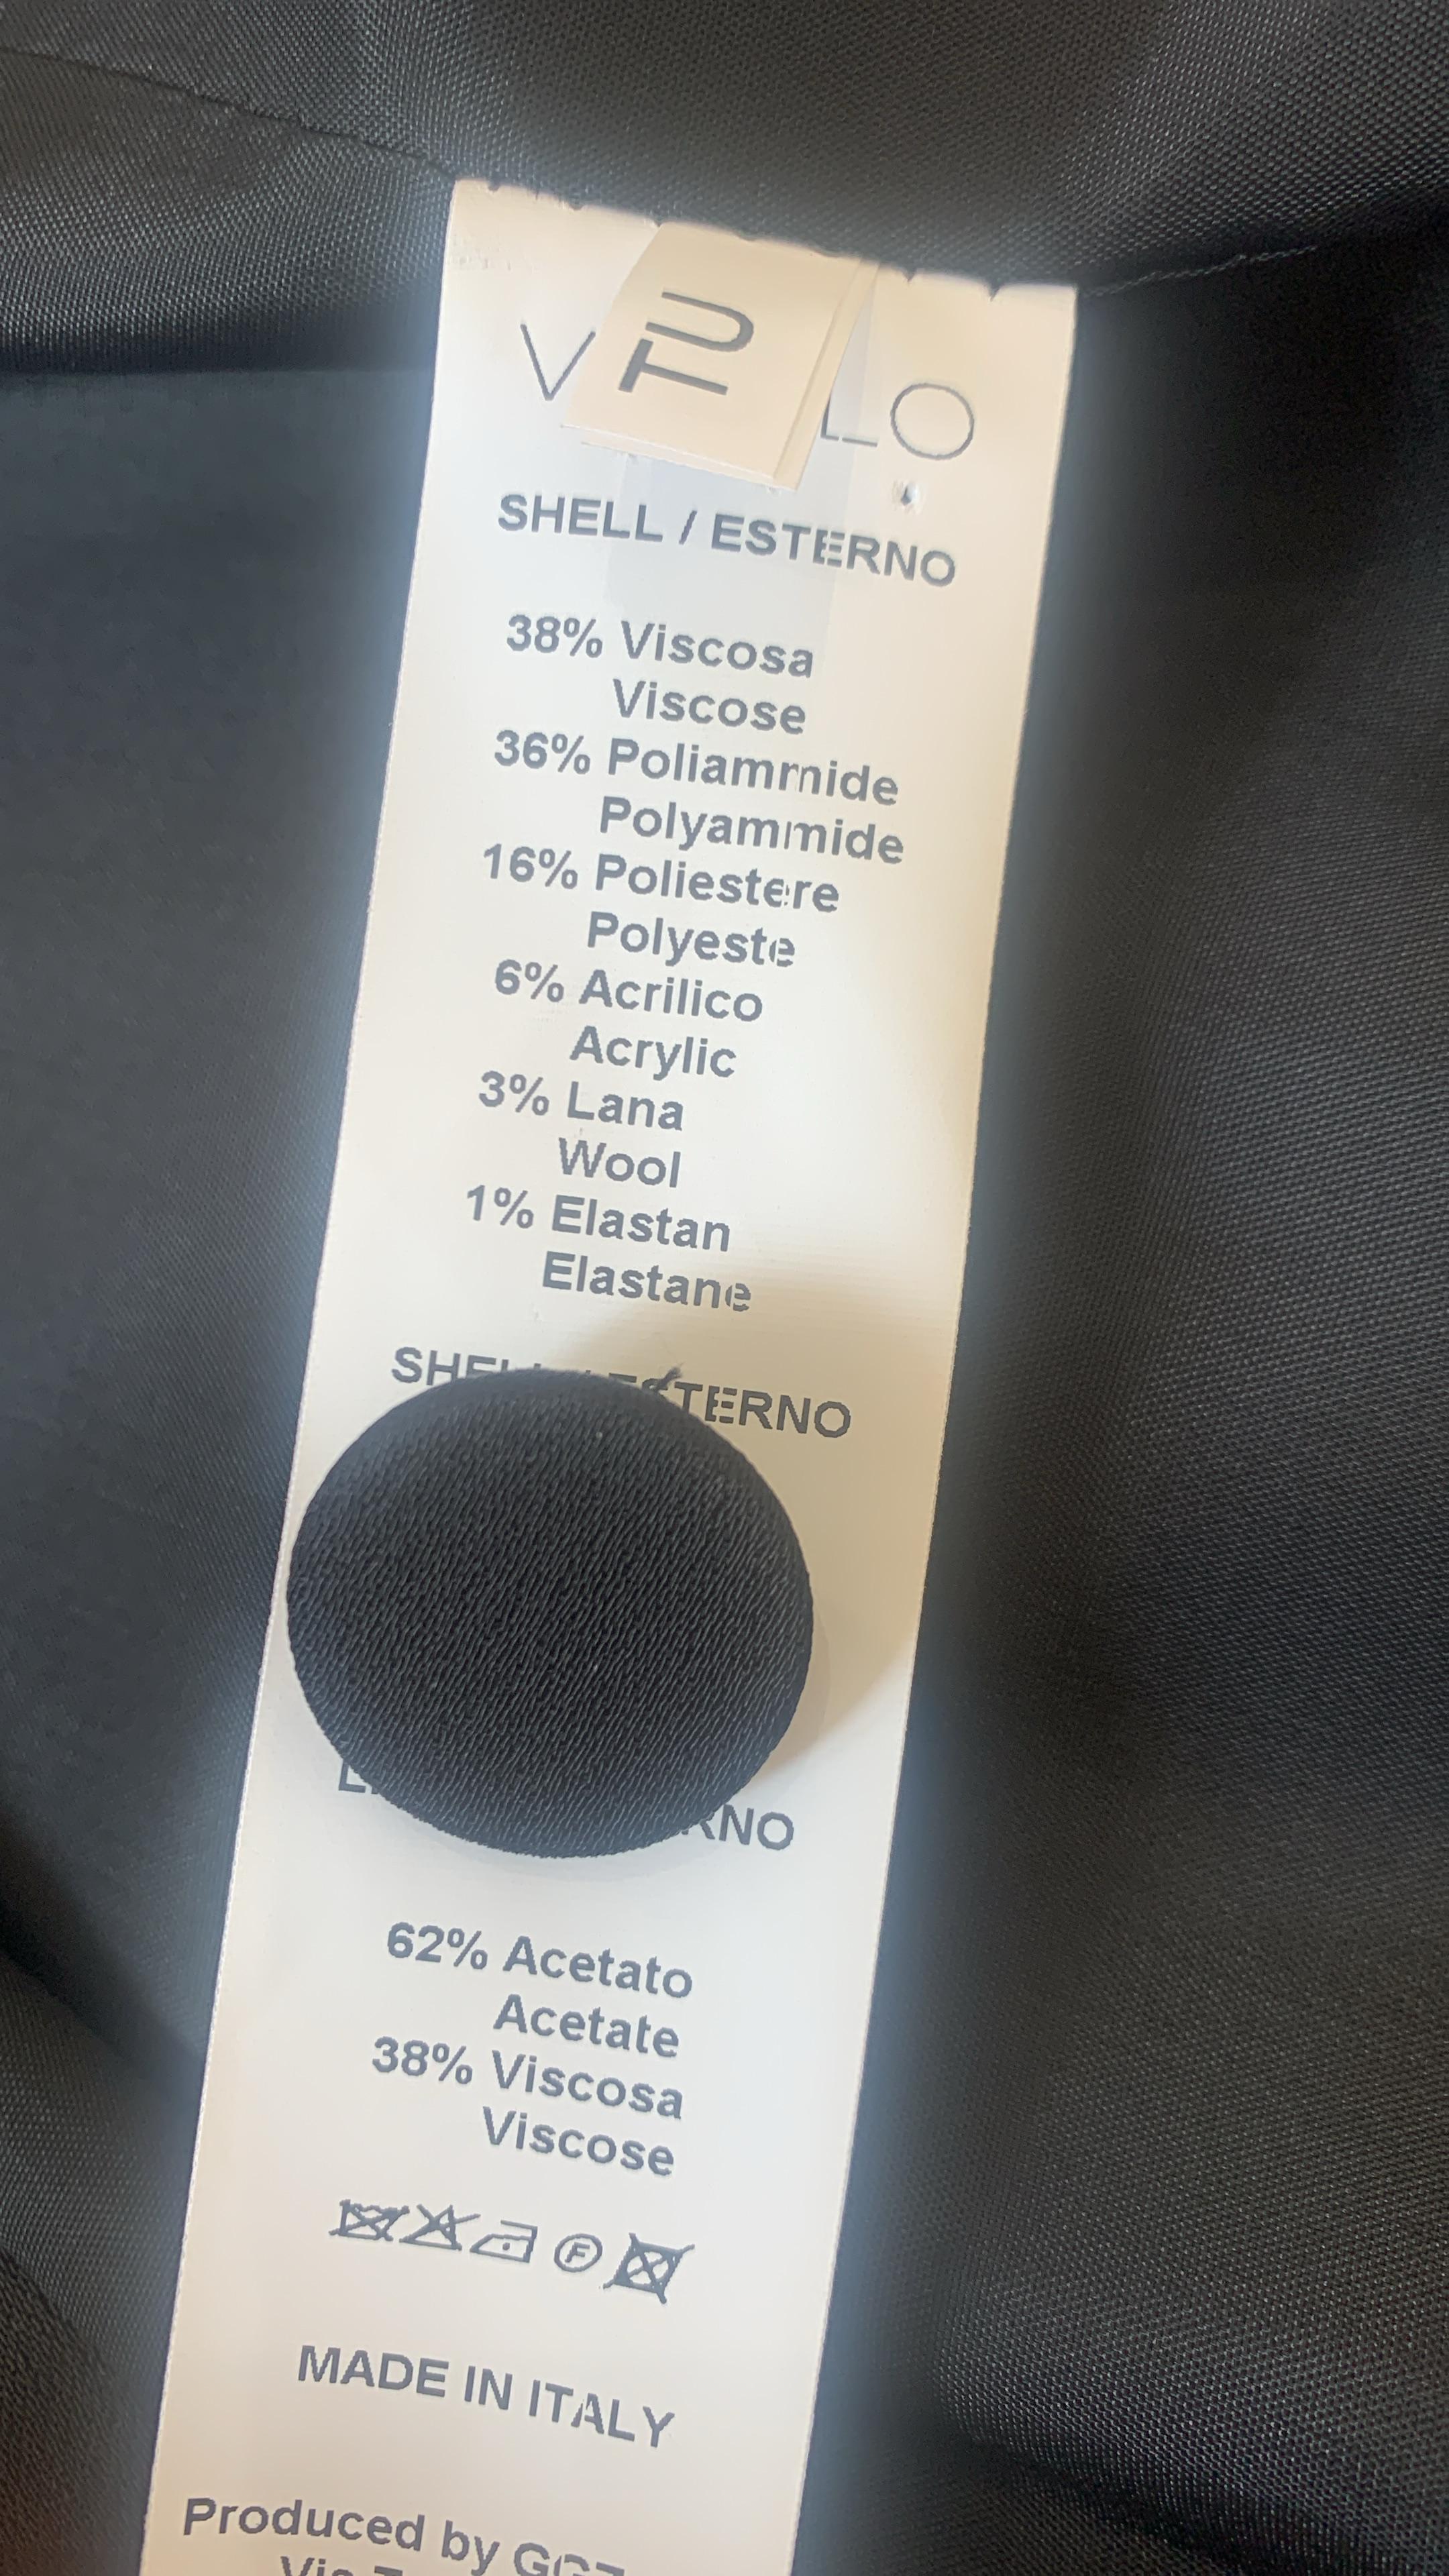 TU
SHELL / ESTERNO
38% Viscosa
Viscose
36% Poliammide
Polyammide
16% Poliestere
Polyeste
6% Acrilico
Acrylic
3% Lana
Wool
1% Elastan
Elastane
62% Acetato
Acetate
38% Viscosa
Viscose
F
MADE IN ITALY
Produced by